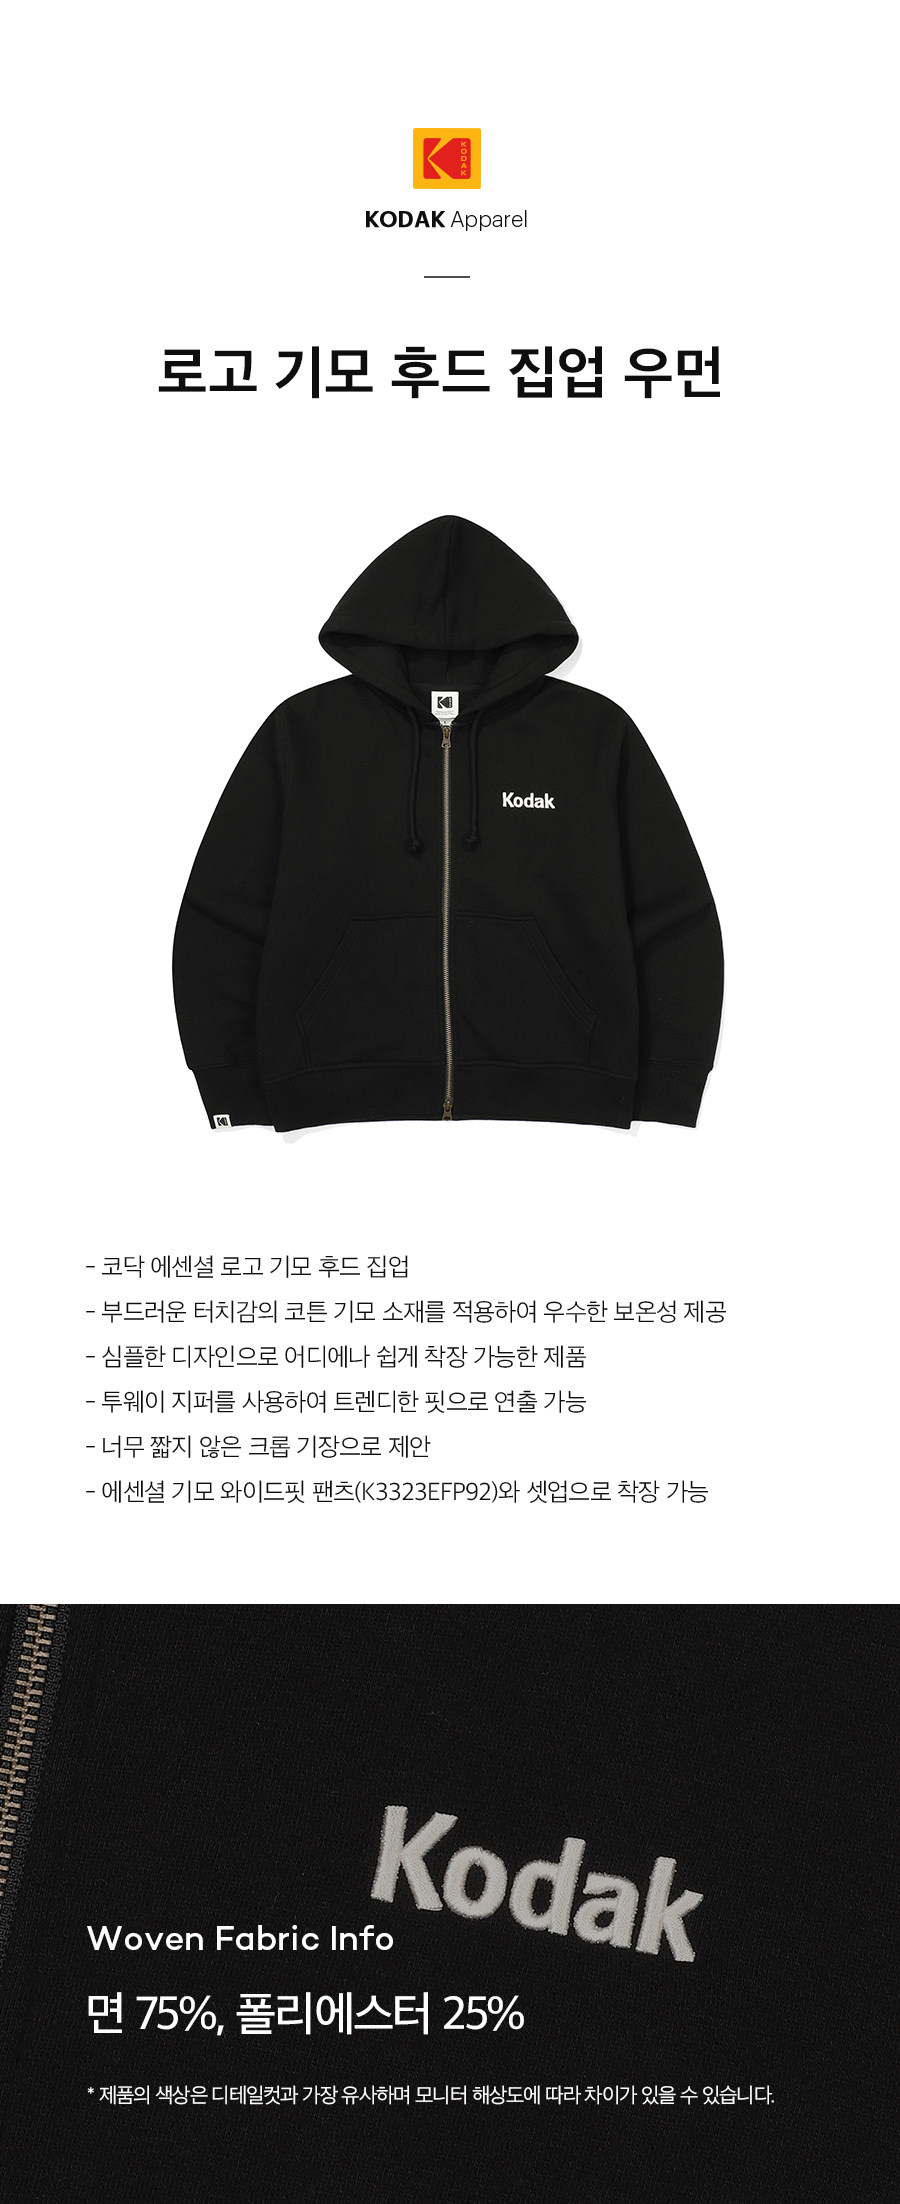 KODAK
KODAK Apparel
로고 기모 후드 집업 우먼
Kodak
- 코닥 에센셜 로고 기모 후드 집업
- 부드러운 터치감의 코튼 기모 소재를 적용하여 우수한 보온성 제공
- 심플한 디자인으로 어디에나 쉽게 착장 가능한 제품
- 투웨이 지퍼를 사용하여 트렌디한 핏으로 연출 가능
- 너무 짧지 않은 크롭 기장으로 제안
- 에센셜 기모 와이드핏 팬츠(K3323EFP92)와 셋업으로 착장 가능
Kodak
Woven Fabric Info
면 75%, 폴리에스터 25%
* 제품의 색상은 디테일컷과 가장 유사하며 모니터 해상도에 따라 차이가 있을 수 있습니다.